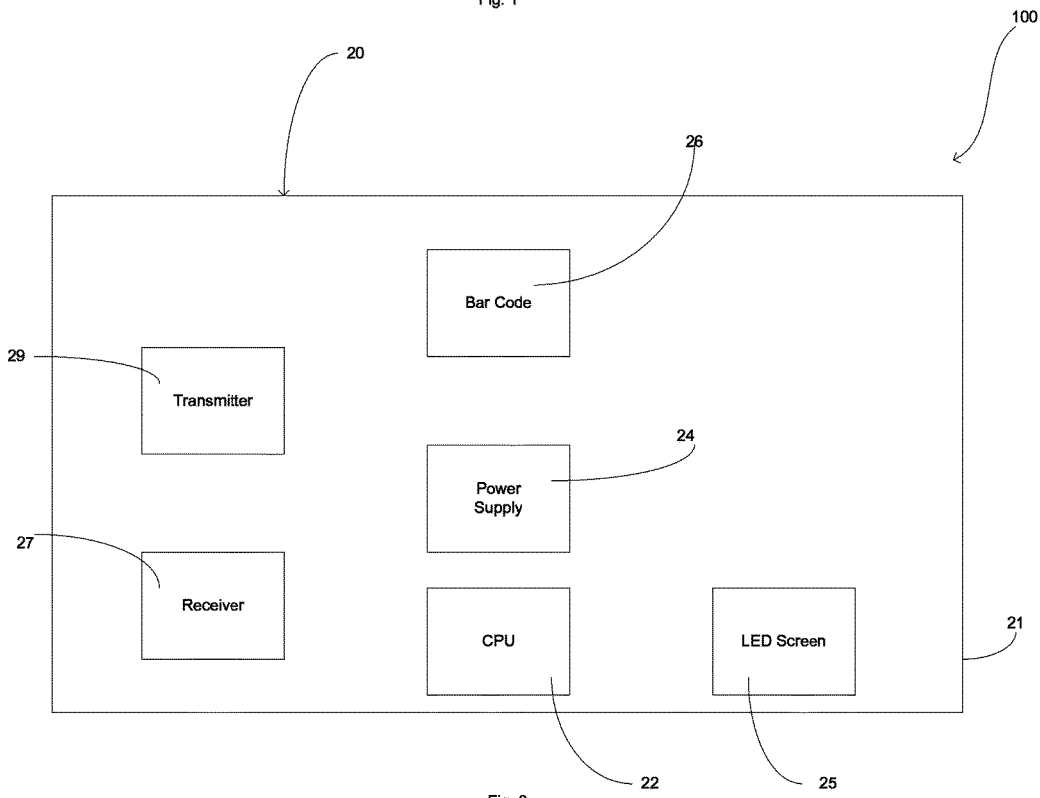 100
20
26
Bar Code
29
Transmitter
24
Power
Supply
27
Receiver
CPU
LED Screen
21
22
25